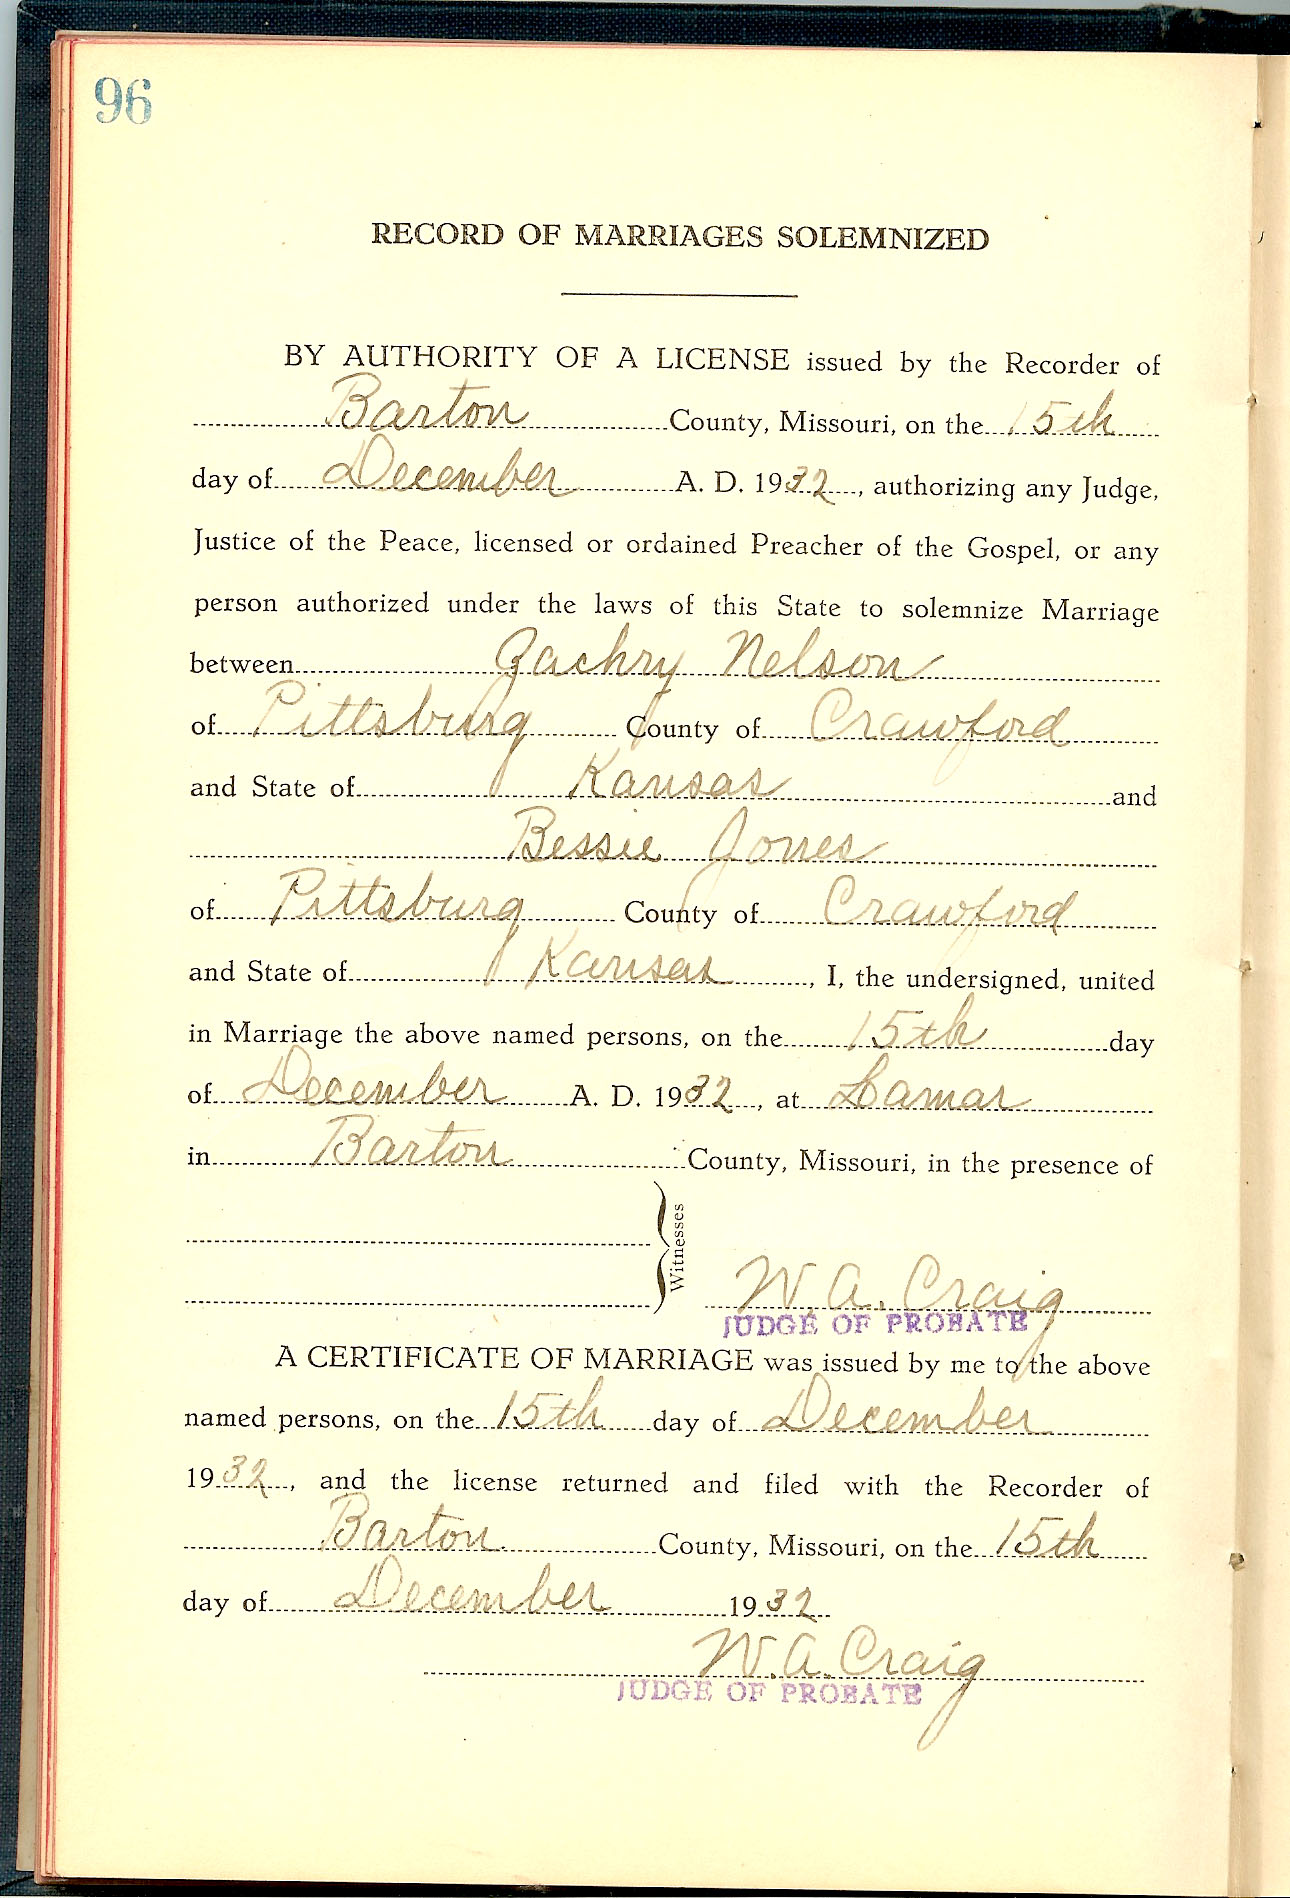 96
RECORD OF MARRIAGES SOLEMNIZED
BY AUTHORITY OF A LICENSE issued by the Recorder of
Barton County, Missouri, on the 15th
day of December A. D. 1932, authorizing any Judge,
Justice of the Peace, licensed or ordained Preacher of the Gospel, or any
person authorized under the laws of this State to solemnize Marriage
between Zachry Nelson
of Pittsburg County of Crawford
and State of Kansas and
Bessie Jones
of Pittsburg County of Crawford
and State of Kansas, I, the undersigned, united
in Marriage the above named persons, on the 15th day
of December A. D. 1932, at Lamar
in Barton County, Missouri, in the presence of
Witnesses
W. A. Craig
JUDGE OF PROBATE
A CERTIFICATE OF MARRIAGE was issued by me to the above
named persons, on the 15th day of December
1932, and the license returned and filed with the Recorder of
Barton County, Missouri, on the 15th
day of December 1932
W. A. Craig
JUDGE OF PROBATE